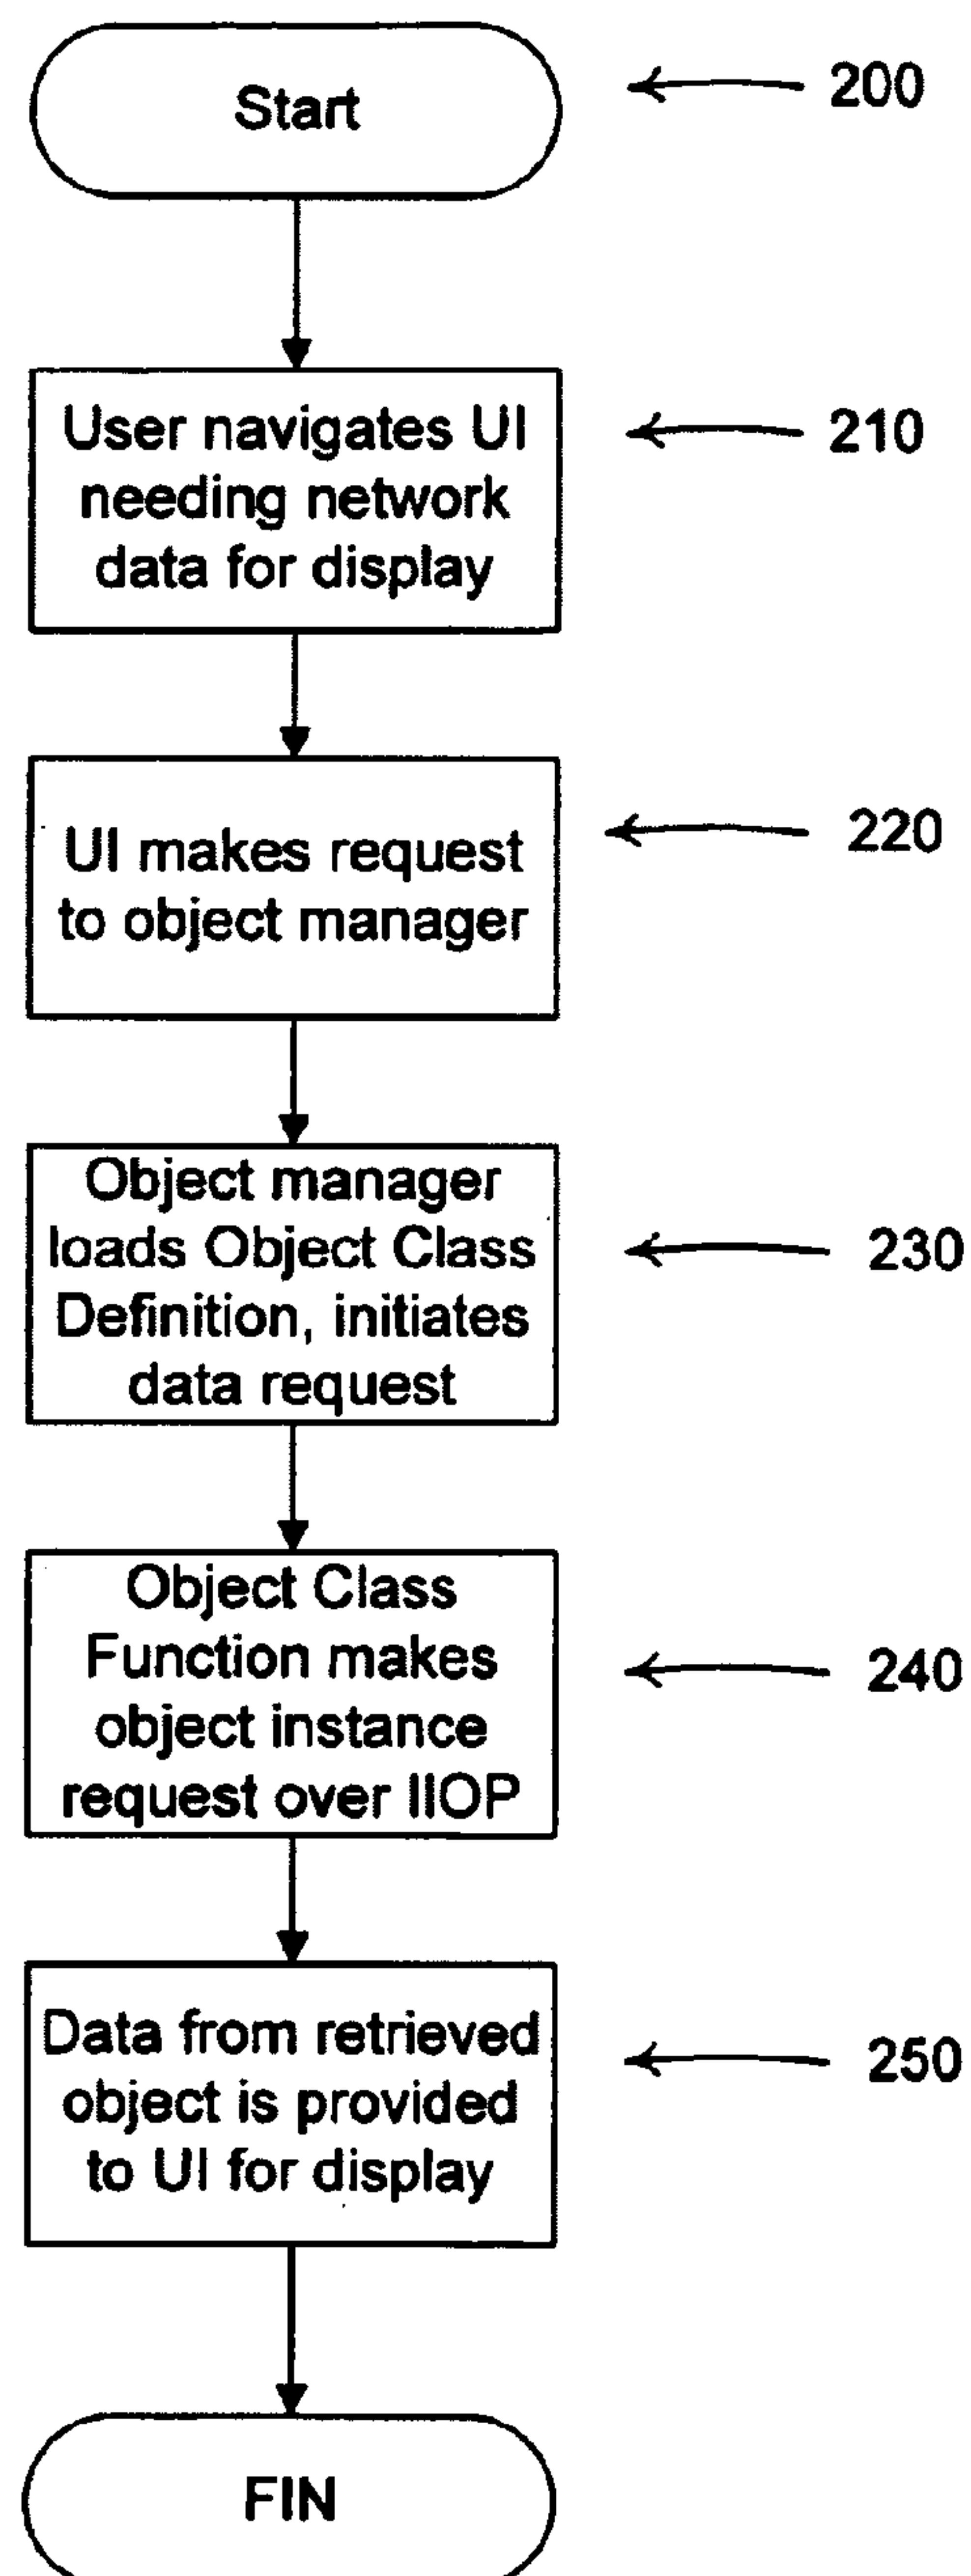 Start
200
User navigates UI
needing network
data for display
210
UI makes request
to object manager
220
Object manager
loads Object Class
Definition, initiates
data request
230
Object Class
Function makes
object instance
request over IIOP
240
Data from retrieved
object is provided
to UI for display
250
FIN